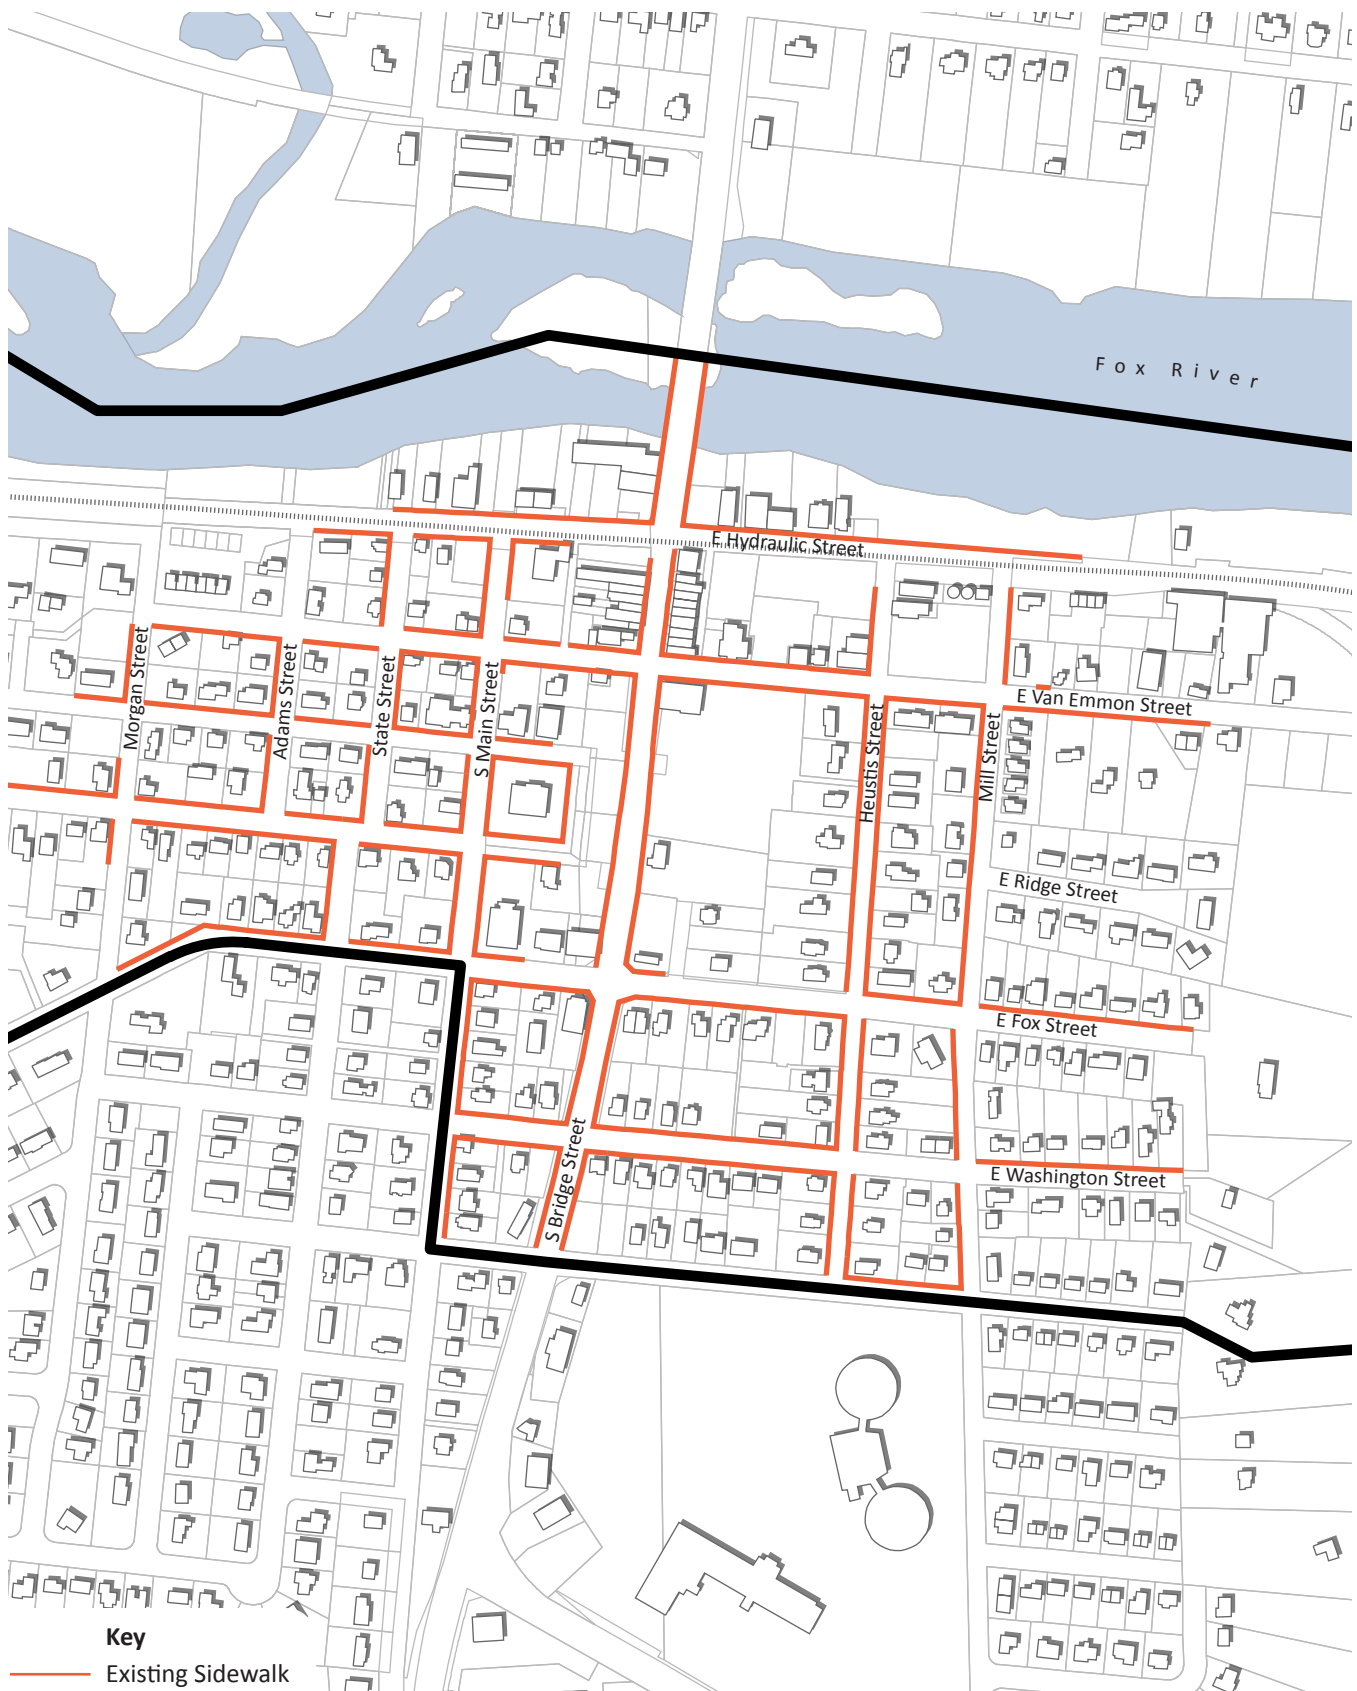 Fox River
E Hydraulic Street
Morgan Street
Adams Street
State Street
S Main Street
E Van Emmon Street
Heustis Street
Mill Street
E Ridge Street
E Fox Street
S Bridge Street
E Washington Street
Key
Existing Sidewalk